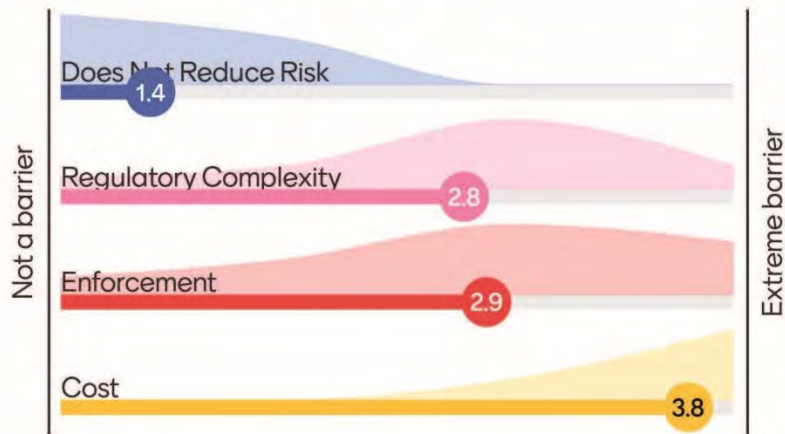 Not a barrier
Does Not Reduce Risk
1.4
Regulatory Complexity
2.8
Enforcement
2.9
Cost
3.8
Extreme barrier